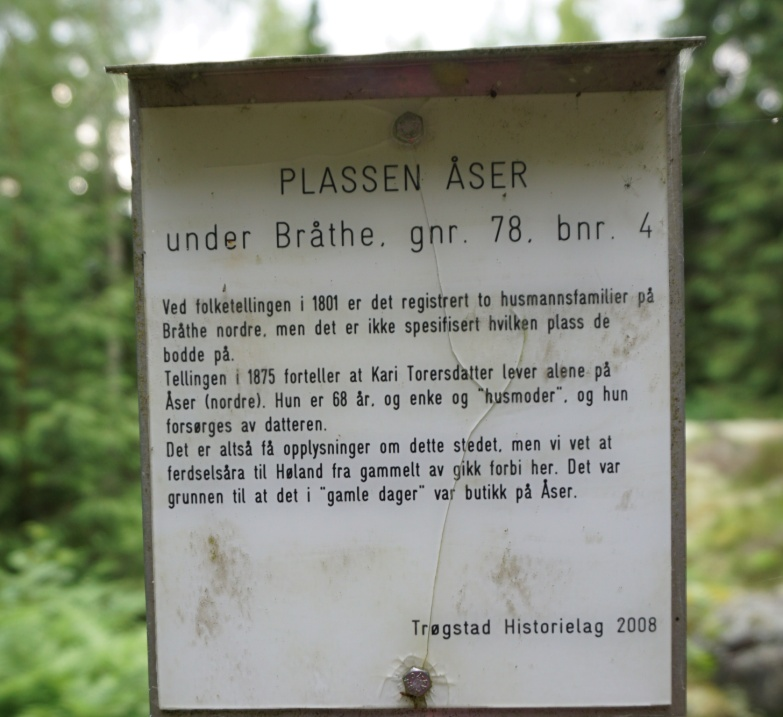 PLASSEN ÅSER
under Bråthe, gnr. 78, bnr. 4
Ved folketellingen i 1801 er det registrert to husmannsfamilier på
Bråthe nordre, men det er ikke spesifisert hvilken plass de
bodde på.
Tellingen i 1875 forteller at Kari Torersdatter lever alene på
Åser (nordre). Hun er 68 år, og enke og "husmoder", og hun
forsørges av datteren.
Det er altså få opplysninger om dette stedet, men vi vet at
ferdselsåra til Høland fra gammelt av gikk forbi her. Det var
grunnen til at det i "gamle dager" var butikk på Åser.
Trøgstad Historielag 2008